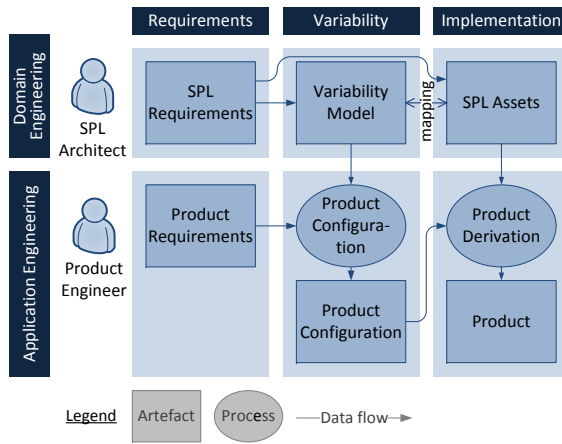 Requirements
Variability
Implementation
Domain
Engineering
SPL
Architect
SPL
Requirements
Variability
Model
mapping
SPL Assets
Application Engineering
Product
Engineer
Product
Requirements
Product
Configura-
tion
Product
Derivation
Product
Configuration
Product
Legend
Artefact
Process
Data flow